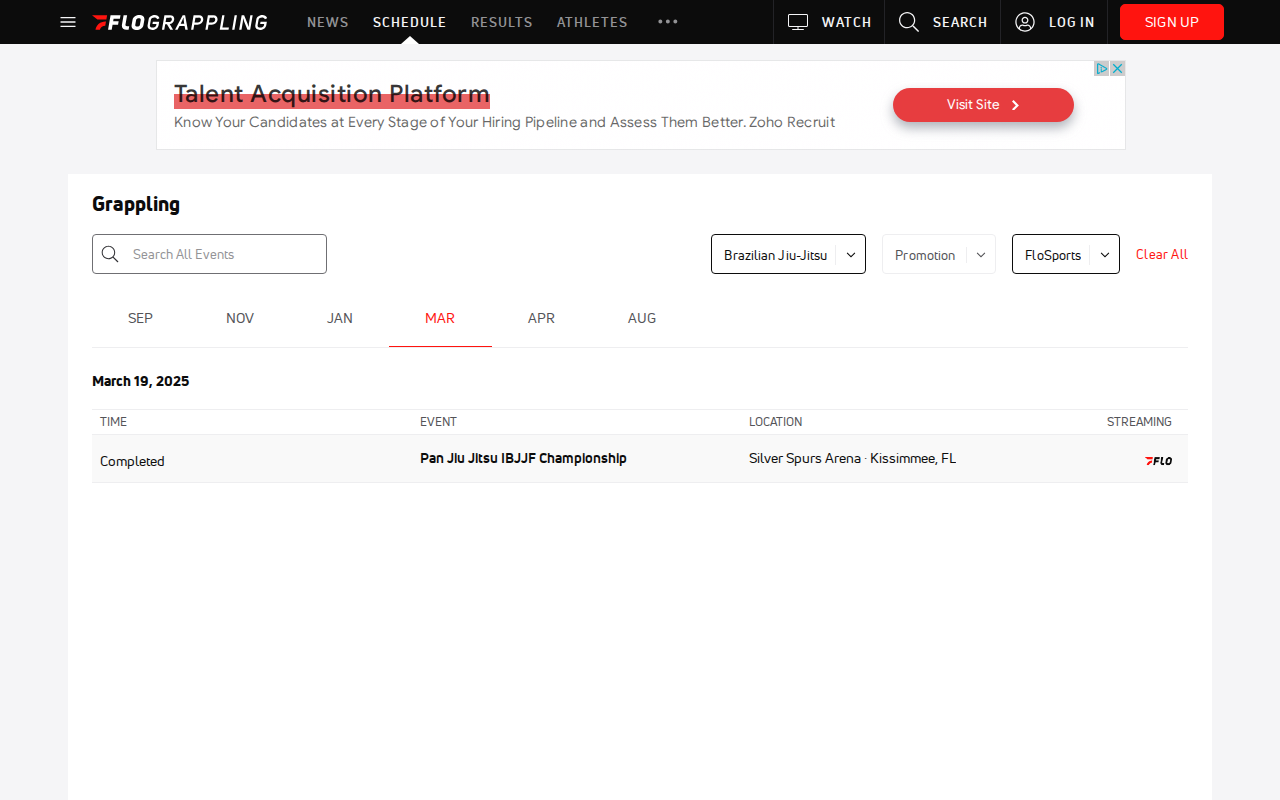 FLOGRAPPLING NEWS SCHEDULE RESULTS ATHLETES ••• WATCH SEARCH LOG IN SIGN UP
Talent Acquisition Platform
Know Your Candidates at Every Stage of Your Hiring Pipeline and Assess Them Better. Zoho Recruit
Visit Site
Grappling
Search All Events Brazilian Jiu-Jitsu Promotion FloSports Clear All
SEP NOV JAN MAR APR AUG
March 19, 2025
TIME EVENT LOCATION STREAMING
Completed Pan Jiu Jitsu IBJJF Championship Silver Spurs Arena · Kissimmee, FL FLO